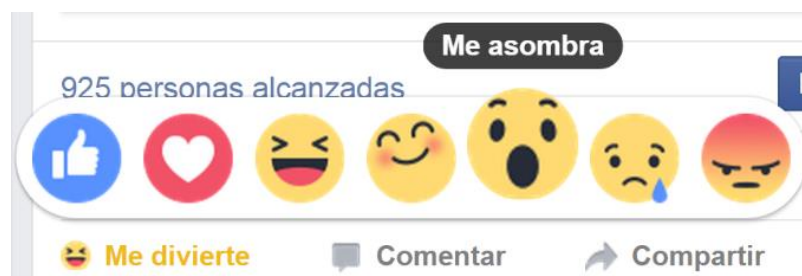 Me asombra
925 personas alcanzadas
Me divierte
Comentar
Compartir